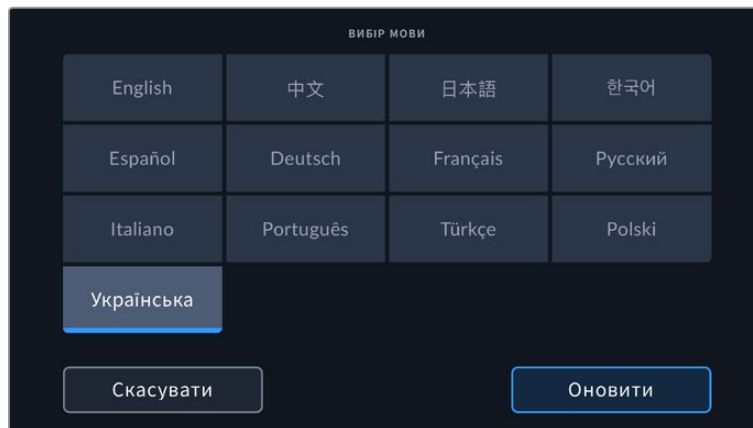 ВИБІР МОВИ
English 中文 日本語 한국어
Español Deutsch Français Русский
Italiano Português Türkçe Polski
Українська
Скасувати Оновити